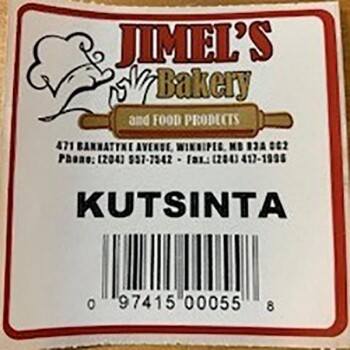 JIMEL'S
Bakery
and FOOD PRODUCTS
471 BANNATYNE AVENUE, WINNIPEG, MB R3A 0G2
Phone: (204) 957-7542 - Fax.: (204) 417-1996
KUTSINTA
0 97415 00055 8